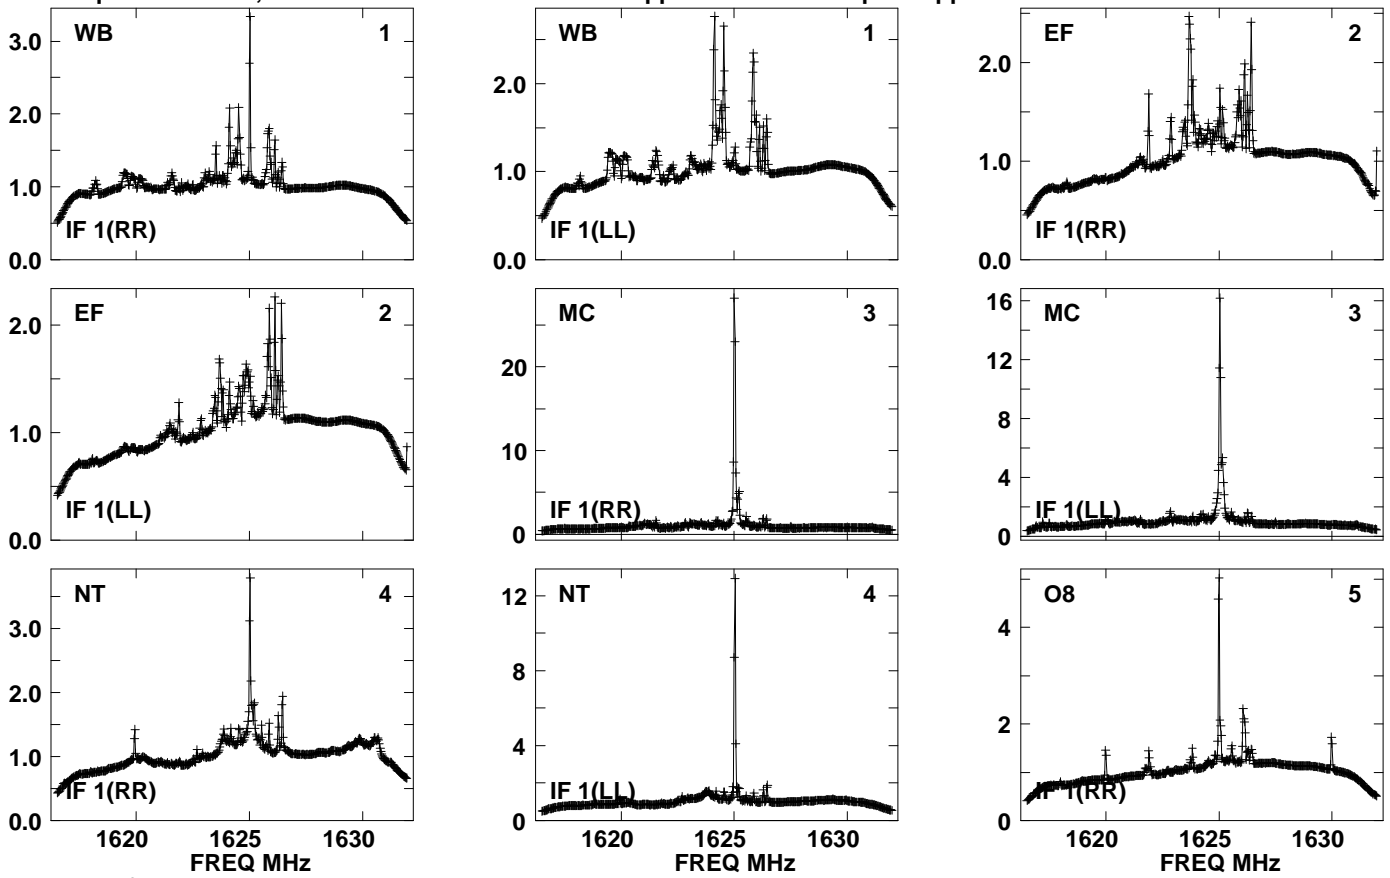 WB 1 WB 1 EF 2
3.0
2.0
2.0
2.0
1.0
1.0
1.0
IF 1(RR) IF 1(LL) IF 1(RR)
0.0 0.0 0.0
EF 2 MC 3 MC 3
16
2.0
20
12
1.0
8
10
4
IF 1(LL) IF 1(RR) IF 1(LL)
0.0 0 0
NT 4 NT 4 O8 5
12
3.0
4
8
2.0
2
4
1.0
IF 1(RR) IF 1(LL) IF 1(RR)
0.0 0 0
1620 1625 1630 1620 1625 1630 1620 1625 1630
FREQ MHz FREQ MHz FREQ MHz